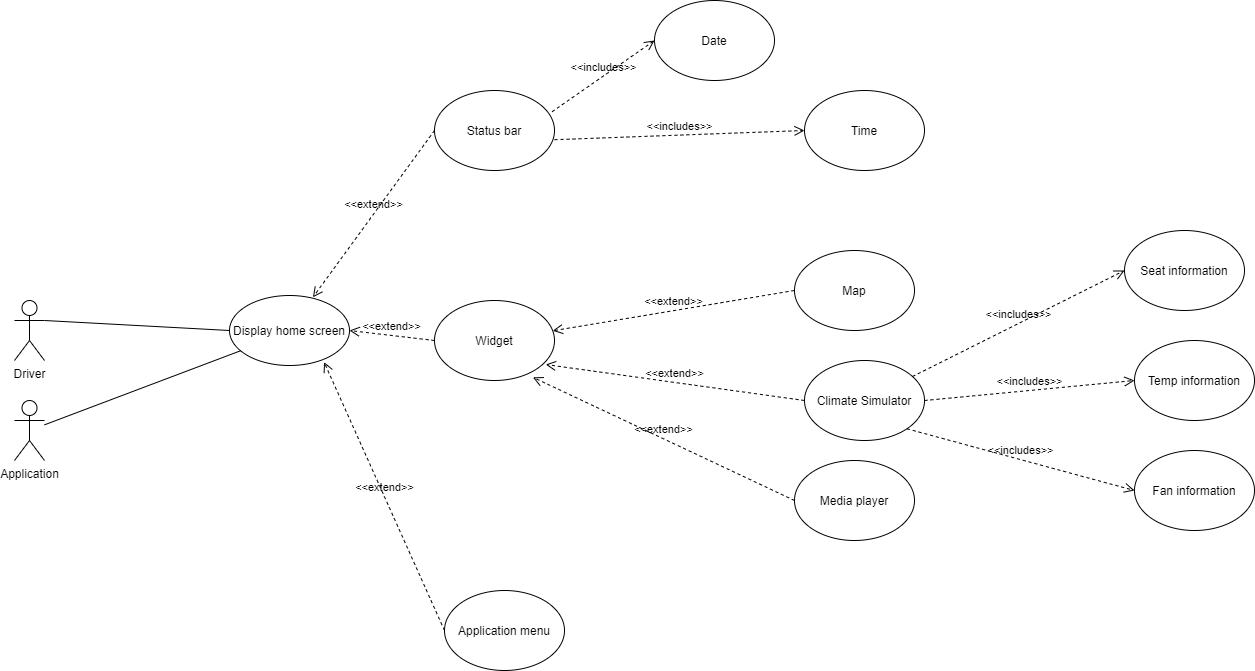 Date
<<includes>>
Status bar
<<includes>>
Time
<<extend>>
Seat information
Map
<<extend>>
<<includes>>
Display home screen
<<extend>>
Widget
Driver
<<extend>>
<<includes>>
Temp information
Climate Simulator
<<extend>>
<<includes>>
Application
Media player
Fan information
<<extend>>
Application menu